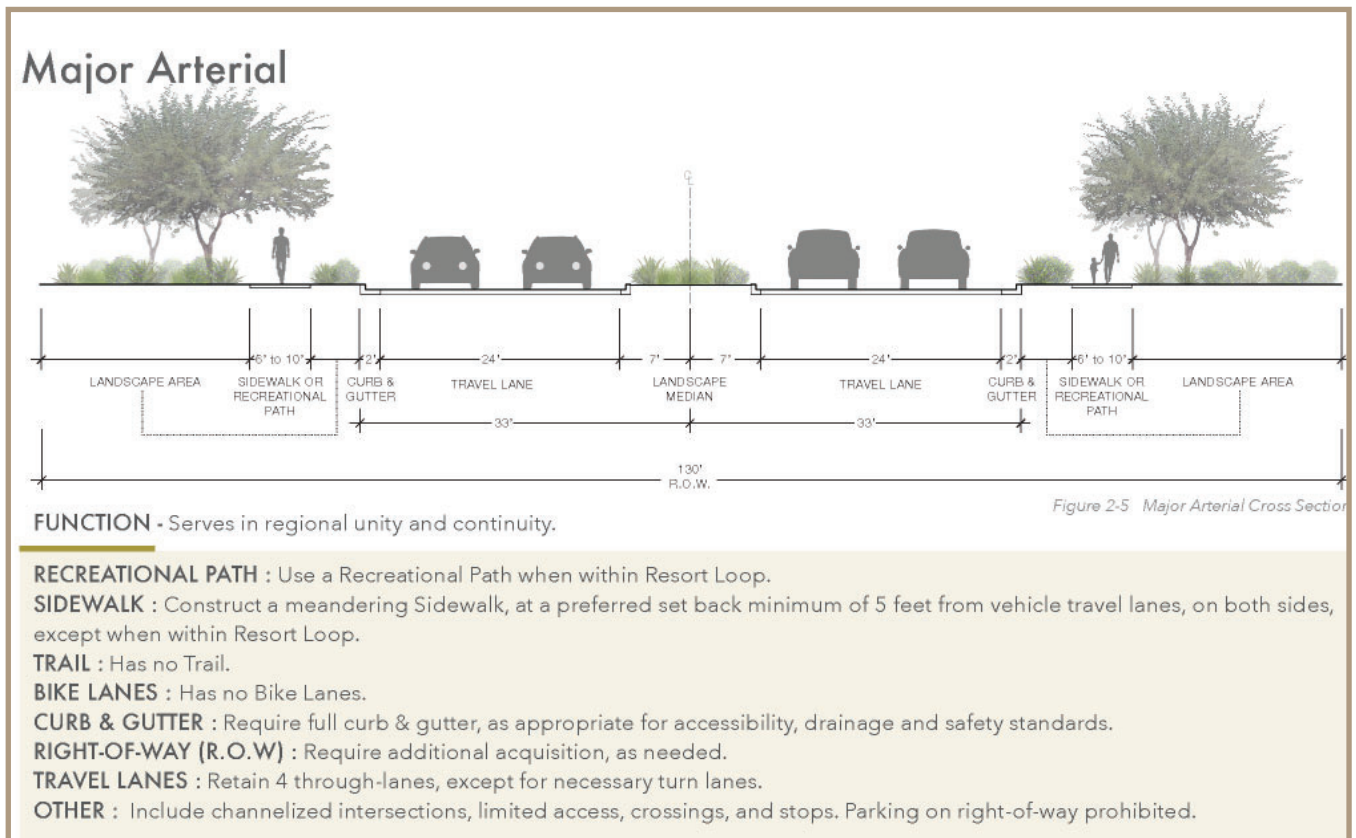 Major Arterial
℄
6' to 10' 2' 24' 7' 7' 24' 2' 6' to 10'
LANDSCAPE AREA SIDEWALK OR RECREATIONAL PATH CURB & GUTTER TRAVEL LANE LANDSCAPE MEDIAN TRAVEL LANE CURB & GUTTER SIDEWALK OR RECREATIONAL PATH LANDSCAPE AREA
33' 33'
130'
R.O.W.
Figure 2-5 Major Arterial Cross Section
FUNCTION - Serves in regional unity and continuity.
RECREATIONAL PATH : Use a Recreational Path when within Resort Loop.
SIDEWALK : Construct a meandering Sidewalk, at a preferred set back minimum of 5 feet from vehicle travel lanes, on both sides,
except when within Resort Loop.
TRAIL : Has no Trail.
BIKE LANES : Has no Bike Lanes.
CURB & GUTTER : Require full curb & gutter, as appropriate for accessibility, drainage and safety standards.
RIGHT-OF-WAY (R.O.W) : Require additional acquisition, as needed.
TRAVEL LANES : Retain 4 through-lanes, except for necessary turn lanes.
OTHER : Include channelized intersections, limited access, crossings, and stops. Parking on right-of-way prohibited.